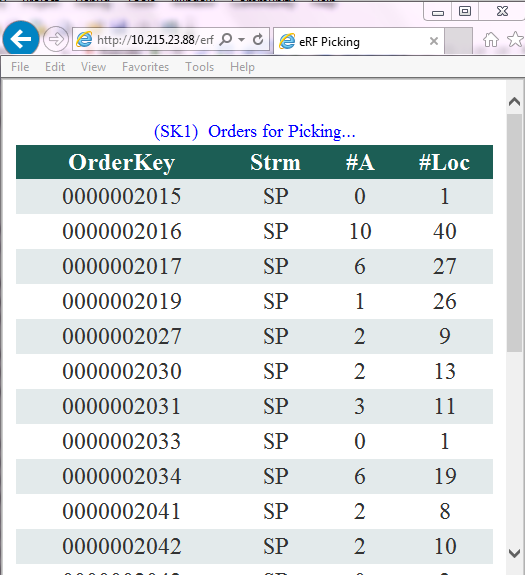 http://10.215.23.88/erf
eRF Picking
File Edit View Favorites Tools Help
(SK1) Orders for Picking...
OrderKey Strm #A #Loc
0000002015 SP 0 1
0000002016 SP 10 40
0000002017 SP 6 27
0000002019 SP 1 26
0000002027 SP 2 9
0000002030 SP 2 13
0000002031 SP 3 11
0000002033 SP 0 1
0000002034 SP 6 19
0000002041 SP 2 8
0000002042 SP 2 10